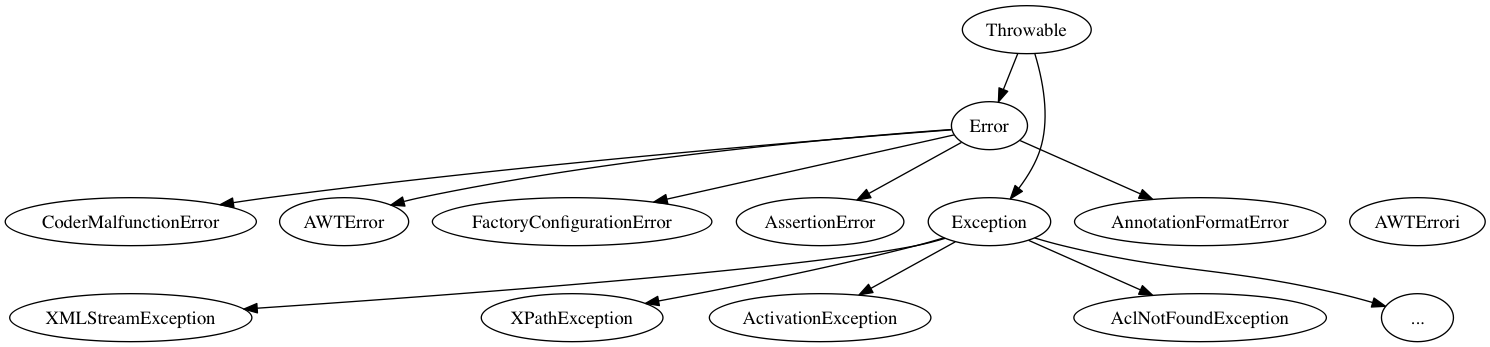 Throwable
Error
CoderMalfunctionError
AWTError
FactoryConfigurationError
AssertionError
Exception
AnnotationFormatError
AWTErrori
XMLStreamException
XPathException
ActivationException
AclNotFoundException
...